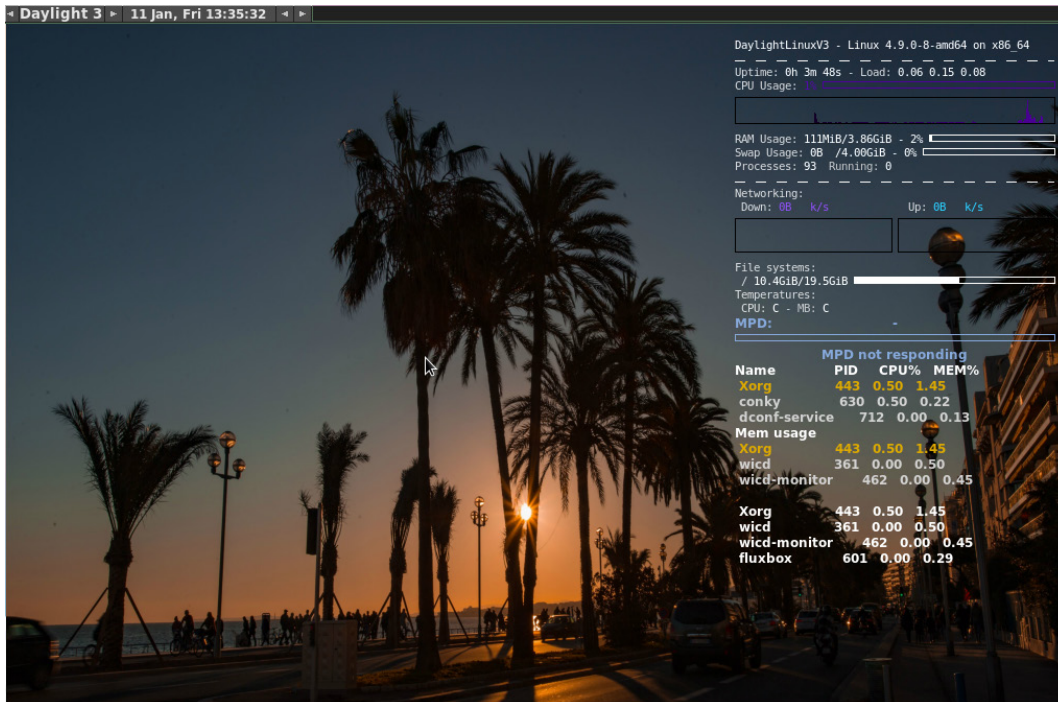 Daylight 3 11 Jan, Fri 13:35:32
DaylightLinuxV3 - Linux 4.9.0-8-amd64 on x86_64
Uptime: 0h 3m 48s - Load: 0.06 0.15 0.08
CPU Usage:
RAM Usage: 111MiB/3.86GiB - 2%
Swap Usage: 0B /4.00GiB - 0%
Processes: 93 Running: 0
Networking:
Down: 0B k/s Up: 0B k/s
File systems:
/ 10.4GiB/19.5GiB
Temperatures:
CPU: C - MB: C
MPD: -
MPD not responding
Name PID CPU% MEM%
Xorg 443 0.50 1.45
conky 630 0.50 0.22
dconf-service 712 0.00 0.13
Mem usage
Xorg 443 0.50 1.45
wicd 361 0.00 0.50
wicd-monitor 462 0.00 0.45
Xorg 443 0.50 1.45
wicd 361 0.00 0.50
wicd-monitor 462 0.00 0.45
fluxbox 601 0.00 0.29